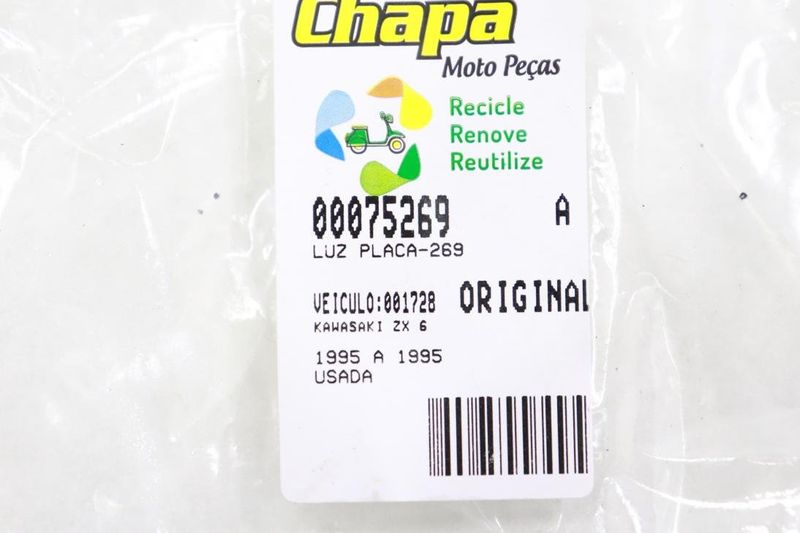 Chapa
Moto Peças
Recicle
Renove
Reutilize
00075269 A
LUZ PLACA-269
VEICULO:001728 ORIGINAL
KAWASAKI ZX 6
1995 A 1995
USADA